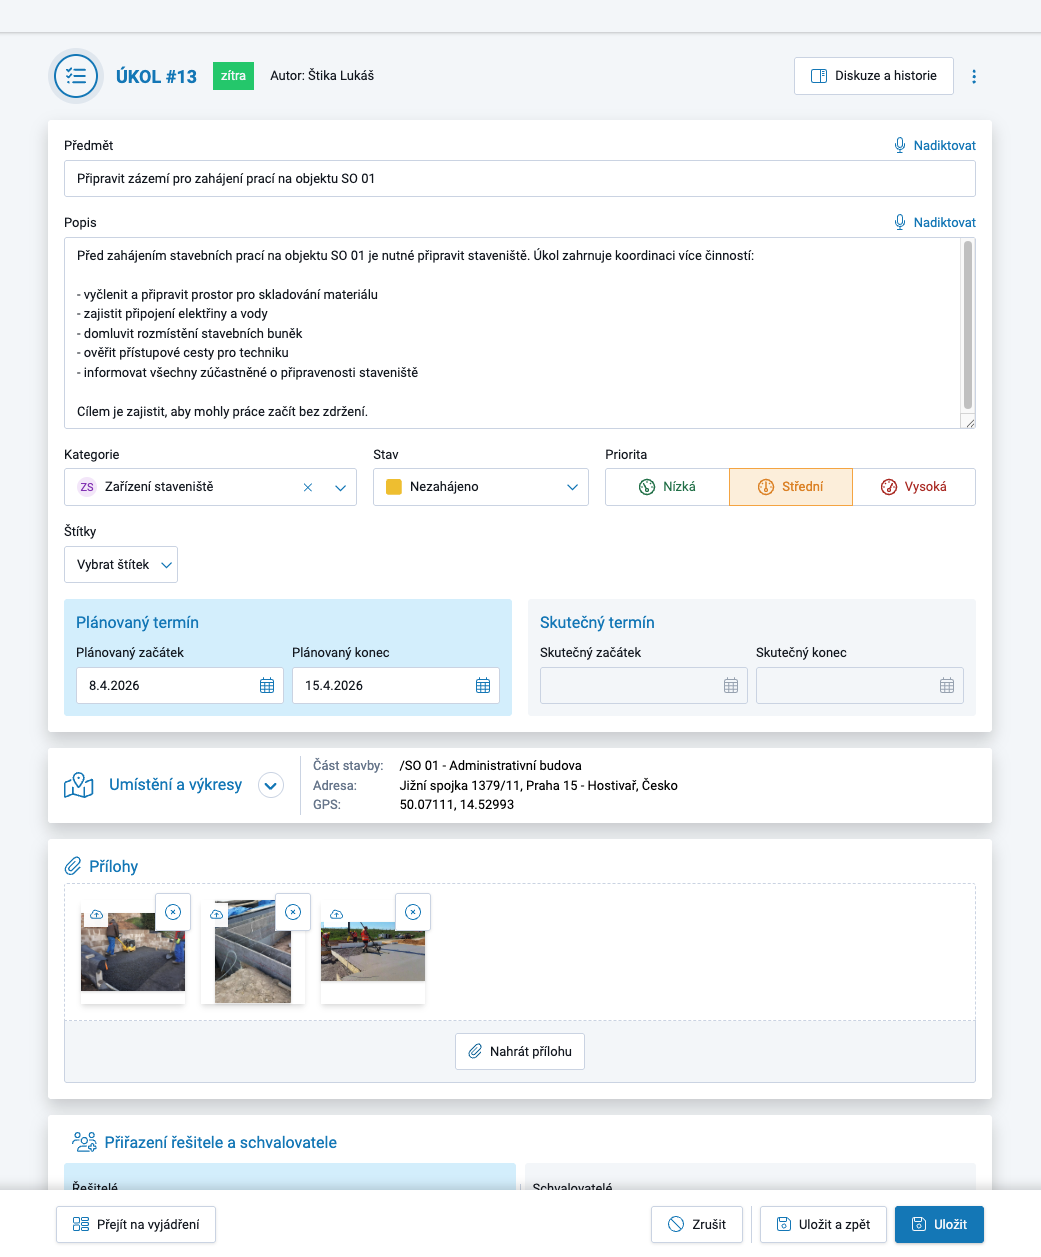 ÚKOL #13 zítra Autor: Štika Lukáš Diskuze a historie
Předmět Nadiktovat
Připravit zázemí pro zahájení prací na objektu SO 01
Popis Nadiktovat
Před zahájením stavebních prací na objektu SO 01 je nutné připravit staveniště. Úkol zahrnuje koordinaci více činností:
- vyčlenit a připravit prostor pro skladování materiálu
- zajistit připojení elektřiny a vody
- domluvit rozmístění stavebních buněk
- ověřit přístupové cesty pro techniku
- informovat všechny zúčastněné o připravenosti staveniště
Cílem je zajistit, aby mohly práce začít bez zdržení.
Kategorie Stav Priorita
ZS Zařízení staveniště Nezahájeno Nízká Střední Vysoká
Štítky
Vybrat štítek
Plánovaný termín Skutečný termín
Plánovaný začátek Plánovaný konec Skutečný začátek Skutečný konec
8.4.2026 15.4.2026
Umístění a výkresy
Část stavby: /SO 01 - Administrativní budova
Adresa: Jižní spojka 1379/11, Praha 15 - Hostivař, Česko
GPS: 50.07111, 14.52993
Přílohy
Nahrát přílohu
Přiřazení řešitele a schvalovatele
Řešitelé Schvalovatelé
Přejít na vyjádření Zrušit Uložit a zpět Uložit